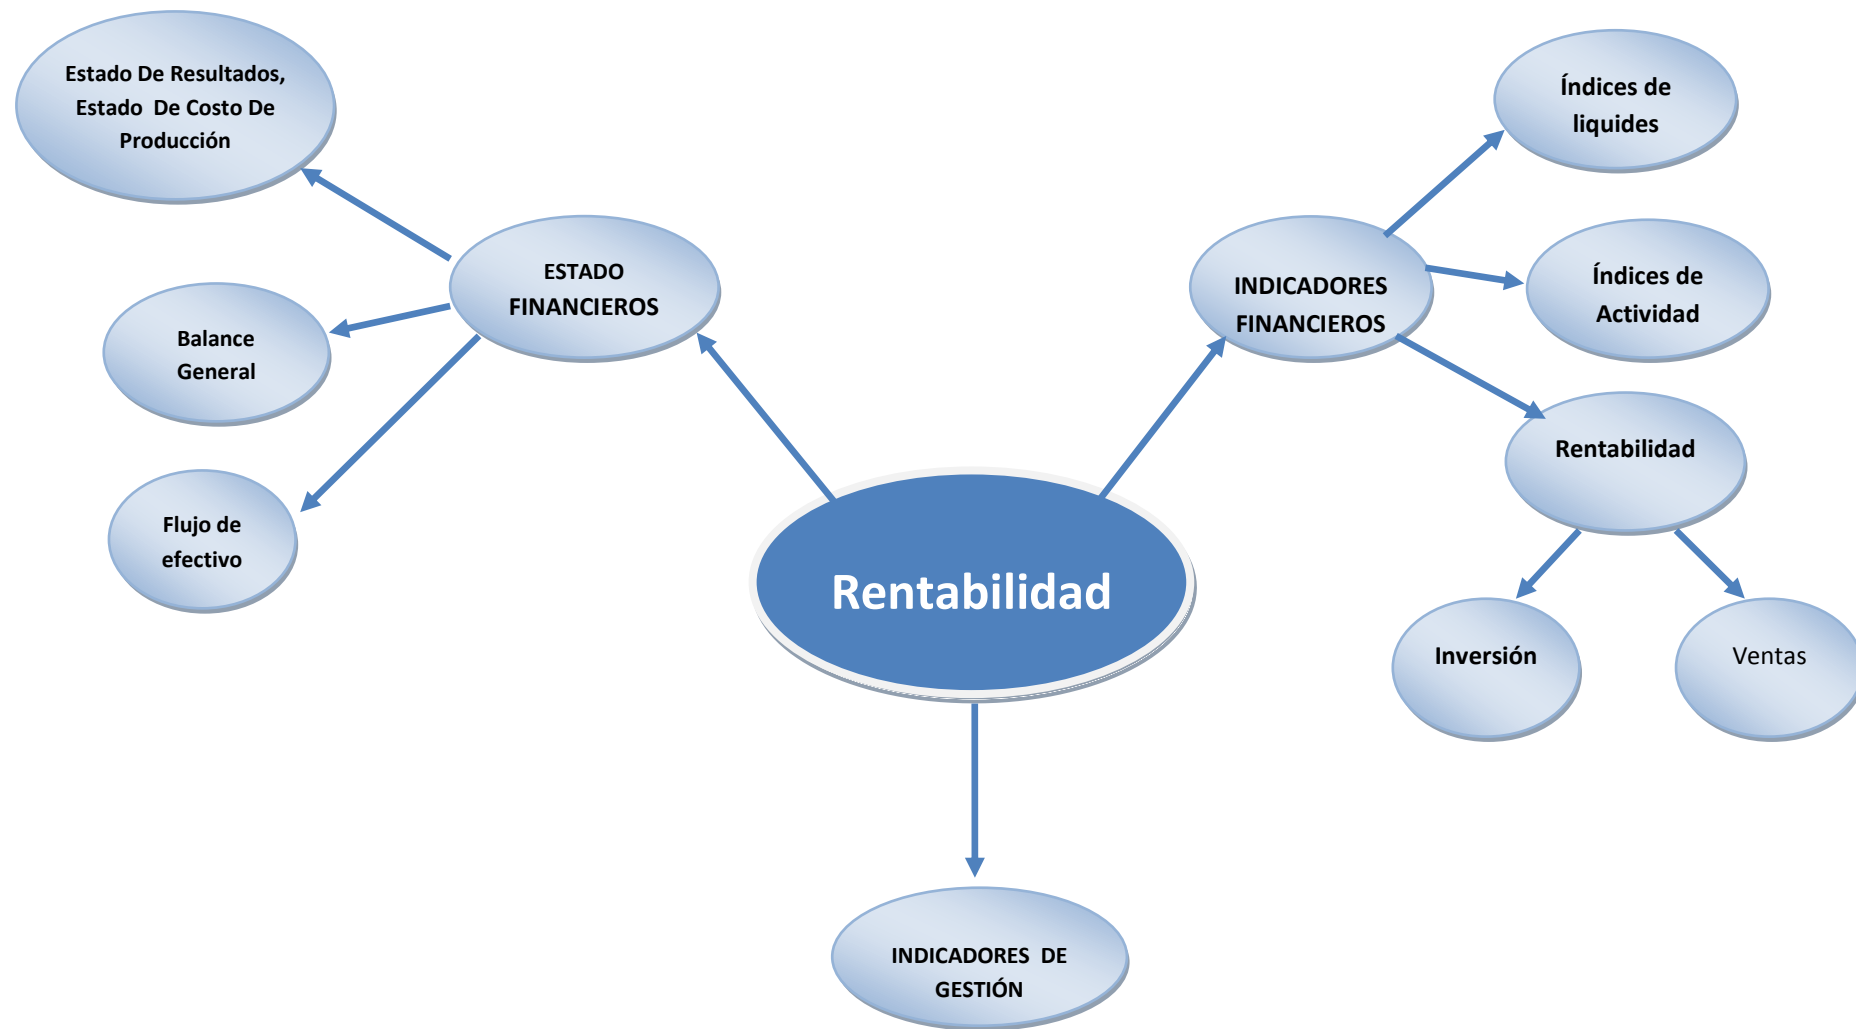 Estado De Resultados,
Estado De Costo De
Producción
Índices de
liquides
ESTADO
FINANCIEROS
INDICADORES
FINANCIEROS
Índices de
Actividad
Balance
General
Rentabilidad
Flujo de
efectivo
Rentabilidad
Inversión
Ventas
INDICADORES DE
GESTIÓN